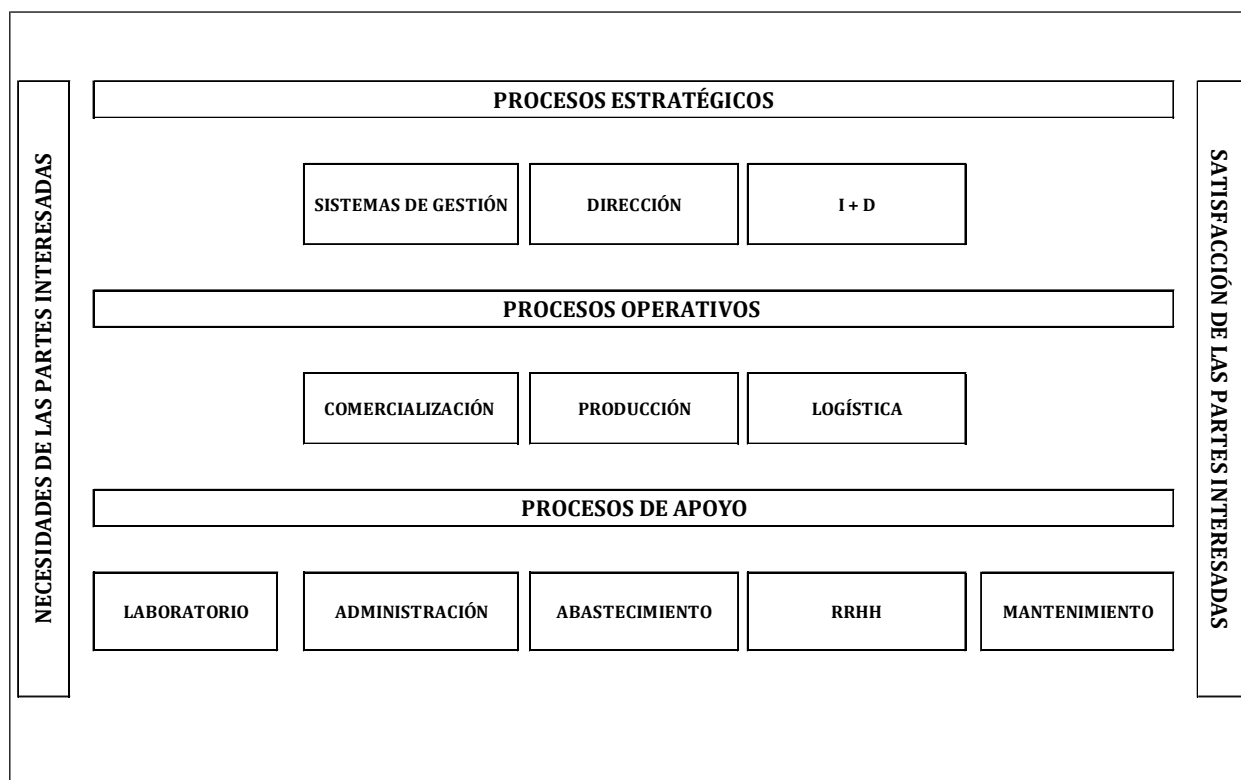 NECESIDADES DE LAS PARTES INTERESADAS
PROCESOS ESTRATÉGICOS
SISTEMAS DE GESTIÓN
DIRECCIÓN
I + D
PROCESOS OPERATIVOS
COMERCIALIZACIÓN
PRODUCCIÓN
LOGÍSTICA
PROCESOS DE APOYO
LABORATORIO
ADMINISTRACIÓN
ABASTECIMIENTO
RRHH
MANTENIMIENTO
SATISFACCIÓN DE LAS PARTES INTERESADAS